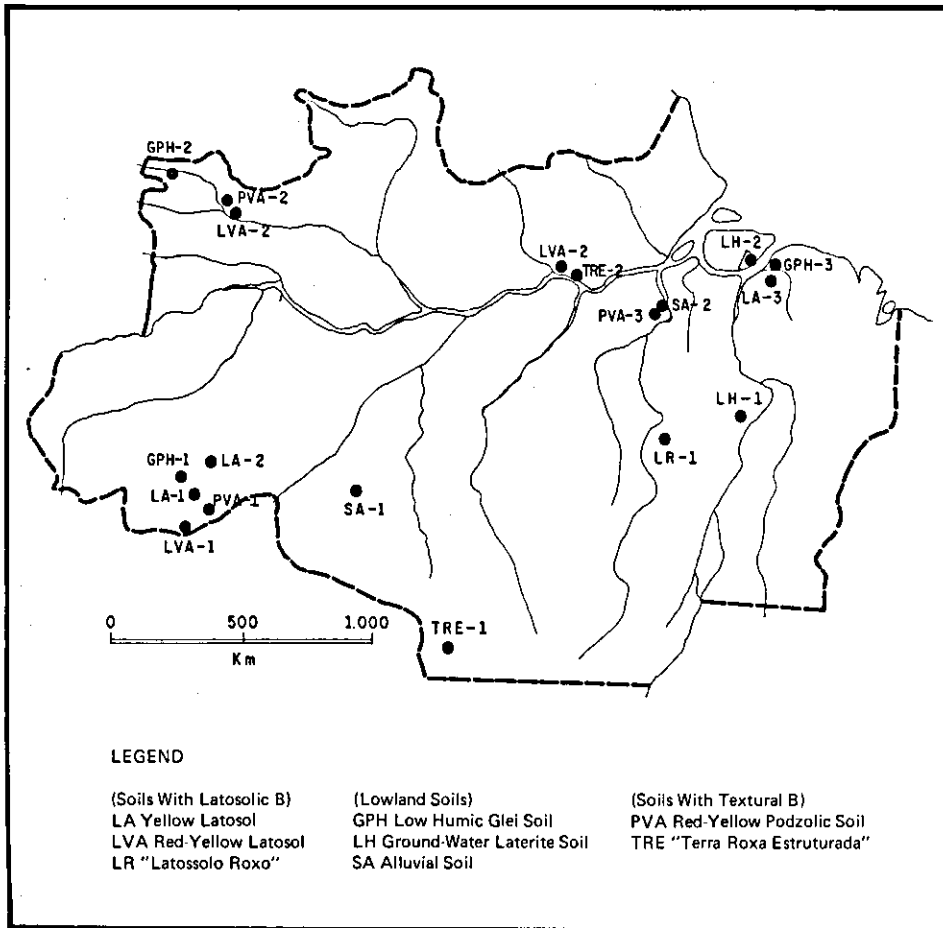 GPH-2
PVA-2
LVA-2
LVA-2
TRE-2
LH-2
GPH-3
LA-3
SA-2
PVA-3
LH-1
LR-1
GPH-1
LA-2
LA-1
PVA-1
LVA-1
SA-1
TRE-1
0 500 1.000
Km
LEGEND
(Soils With Latosolic B) (Lowland Soils) (Soils With Textural B)
LA Yellow Latosol GPH Low Humic Glei Soil PVA Red-Yellow Podzolic Soil
LVA Red-Yellow Latosol LH Ground-Water Laterite Soil TRE "Terra Roxa Estruturada"
LR "Latossolo Roxo" SA Alluvial Soil